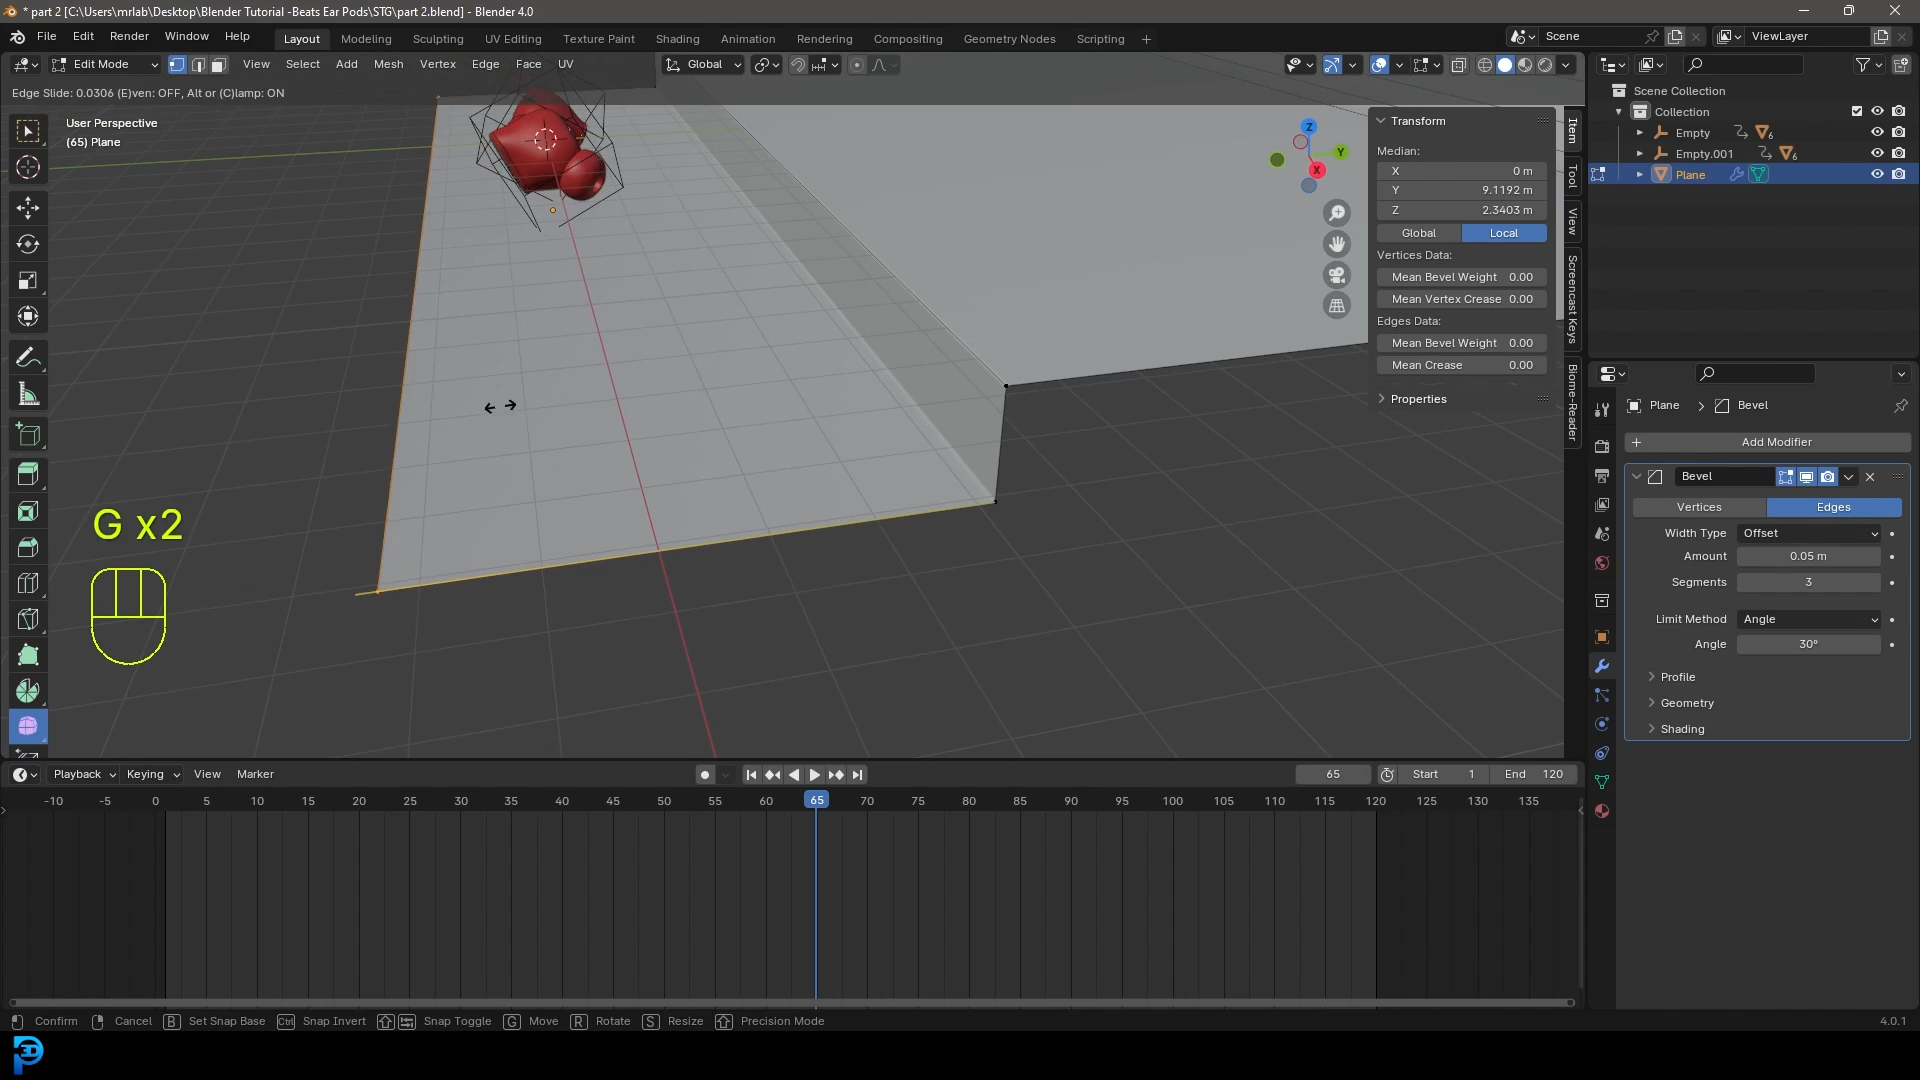 * part 2 [C:\Users\mrlab\Desktop\Blender Tutorial -Beats Ear Pods\STG\part 2.blend] - Blender 4.0
File Edit Render Window Help Layout Modeling Sculpting UV Editing Texture Paint Shading Animation Rendering Compositing Geometry Nodes Scripting + Scene ViewLayer
Edit Mode View Select Add Mesh Vertex Edge Face UV Global
Edge Slide: 0.0306 (E)ven: OFF, Alt or (C)lamp: ON
User Perspective
(65) Plane
Z
Y
X
Transform
Median:
X 0 m
Y 9.1192 m
Z 2.3403 m
Global Local
Vertices Data:
Mean Bevel Weight 0.00
Mean Vertex Crease 0.00
Edges Data:
Mean Bevel Weight 0.00
Mean Crease 0.00
Properties
Item
Tool
View
Screencast Keys
Biome-Reader
Scene Collection
Collection
Empty 6
Empty.001 6
Plane
Plane > Bevel
+ Add Modifier
Bevel
Vertices Edges
Width Type Offset
Amount 0.05 m
Segments 3
Limit Method Angle
Angle 30°
Profile
Geometry
Shading
G x2
Playback Keying View Marker 65 Start 1 End 120
-10 -5 0 5 10 15 20 25 30 35 40 45 50 55 60 65 70 75 80 85 90 95 100 105 110 115 120 125 130 135
Confirm Cancel B Set Snap Base Ctrl Snap Invert Snap Toggle G Move R Rotate S Resize Precision Mode 4.0.1